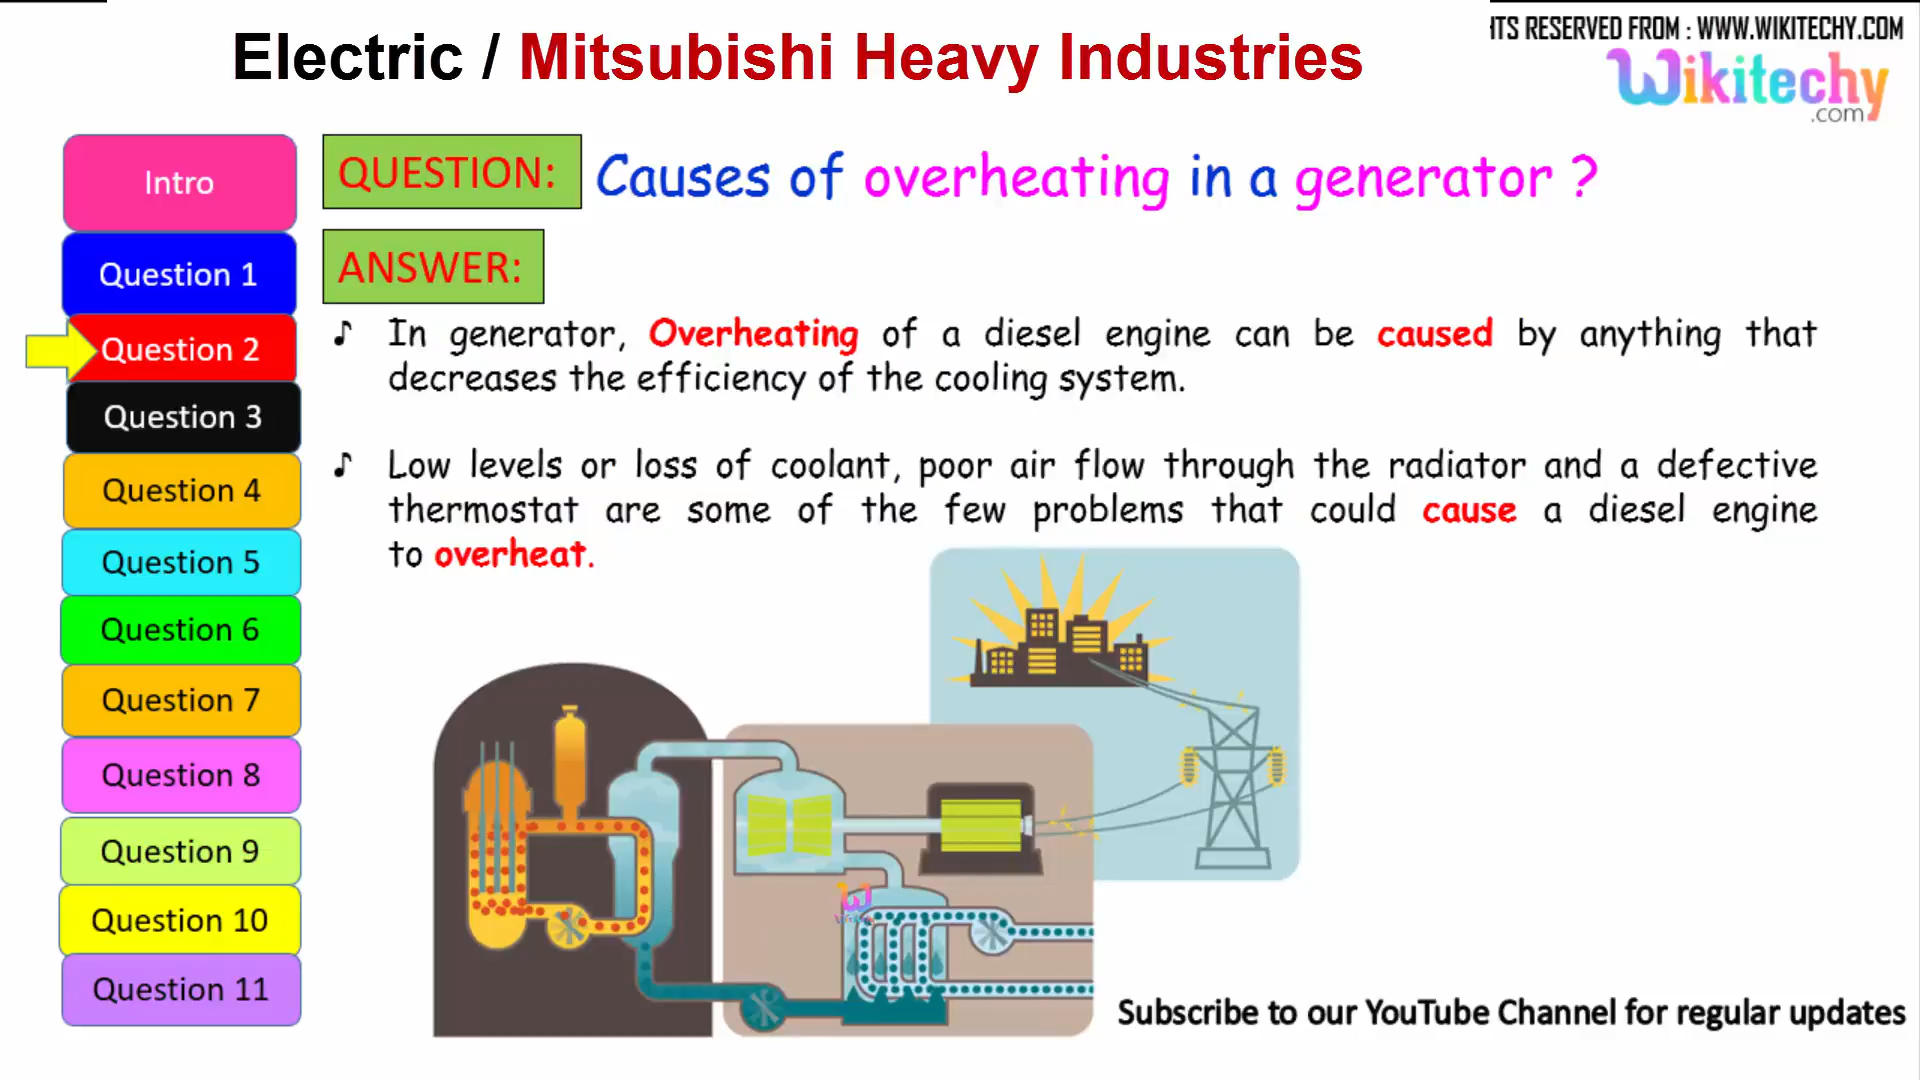 HTS RESERVED FROM : WWW.WIKITECHY.COM
Electric / Mitsubishi Heavy Industries
Wikitechy
.com
Intro
Question 1
Question 2
Question 3
Question 4
Question 5
Question 6
Question 7
Question 8
Question 9
Question 10
Question 11
QUESTION: Causes of overheating in a generator ?
ANSWER:
♪ In generator, Overheating of a diesel engine can be caused by anything that
decreases the efficiency of the cooling system.
♪ Low levels or loss of coolant, poor air flow through the radiator and a defective
thermostat are some of the few problems that could cause a diesel engine
to overheat.
Subscribe to our YouTube Channel for regular updates